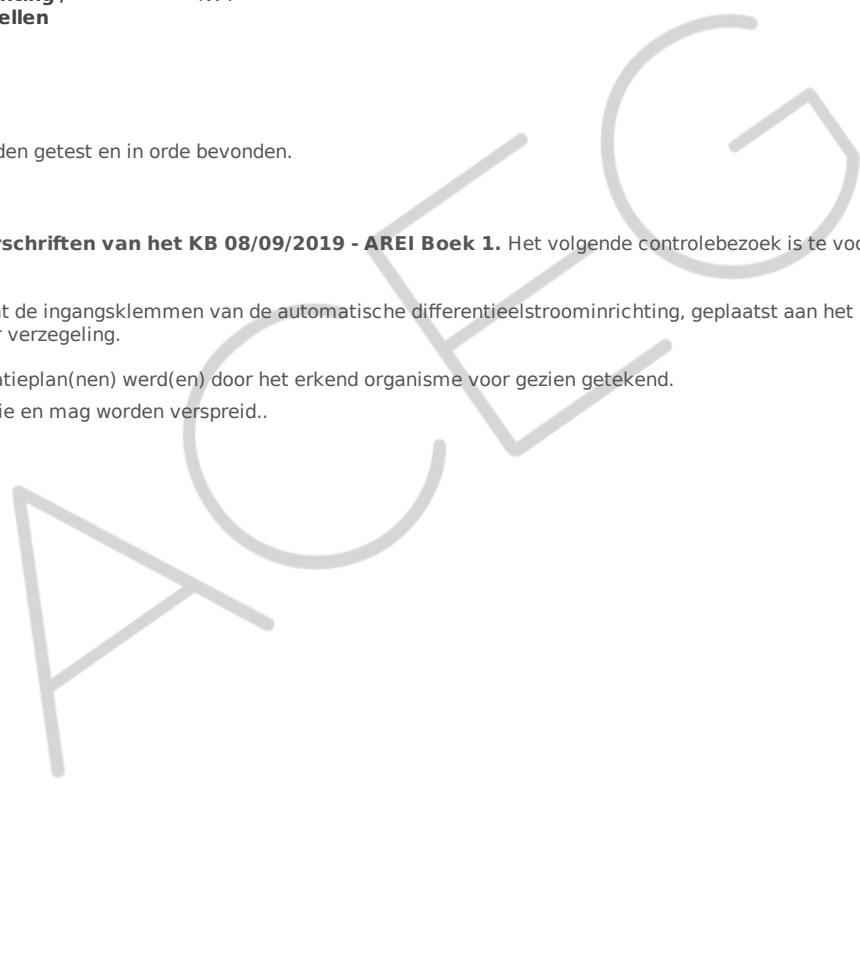 ellen
den getest en in orde bevonden.
rschriften van het KB 08/09/2019 - AREI Boek 1. Het volgende controlebezoek is te voo
t de ingangsklemmen van de automatische differentieelstroominrichting, geplaatst aan het
r verzegeling.
atieplan(nen) werd(en) door het erkend organisme voor gezien getekend.
ie en mag worden verspreid..
ACEG